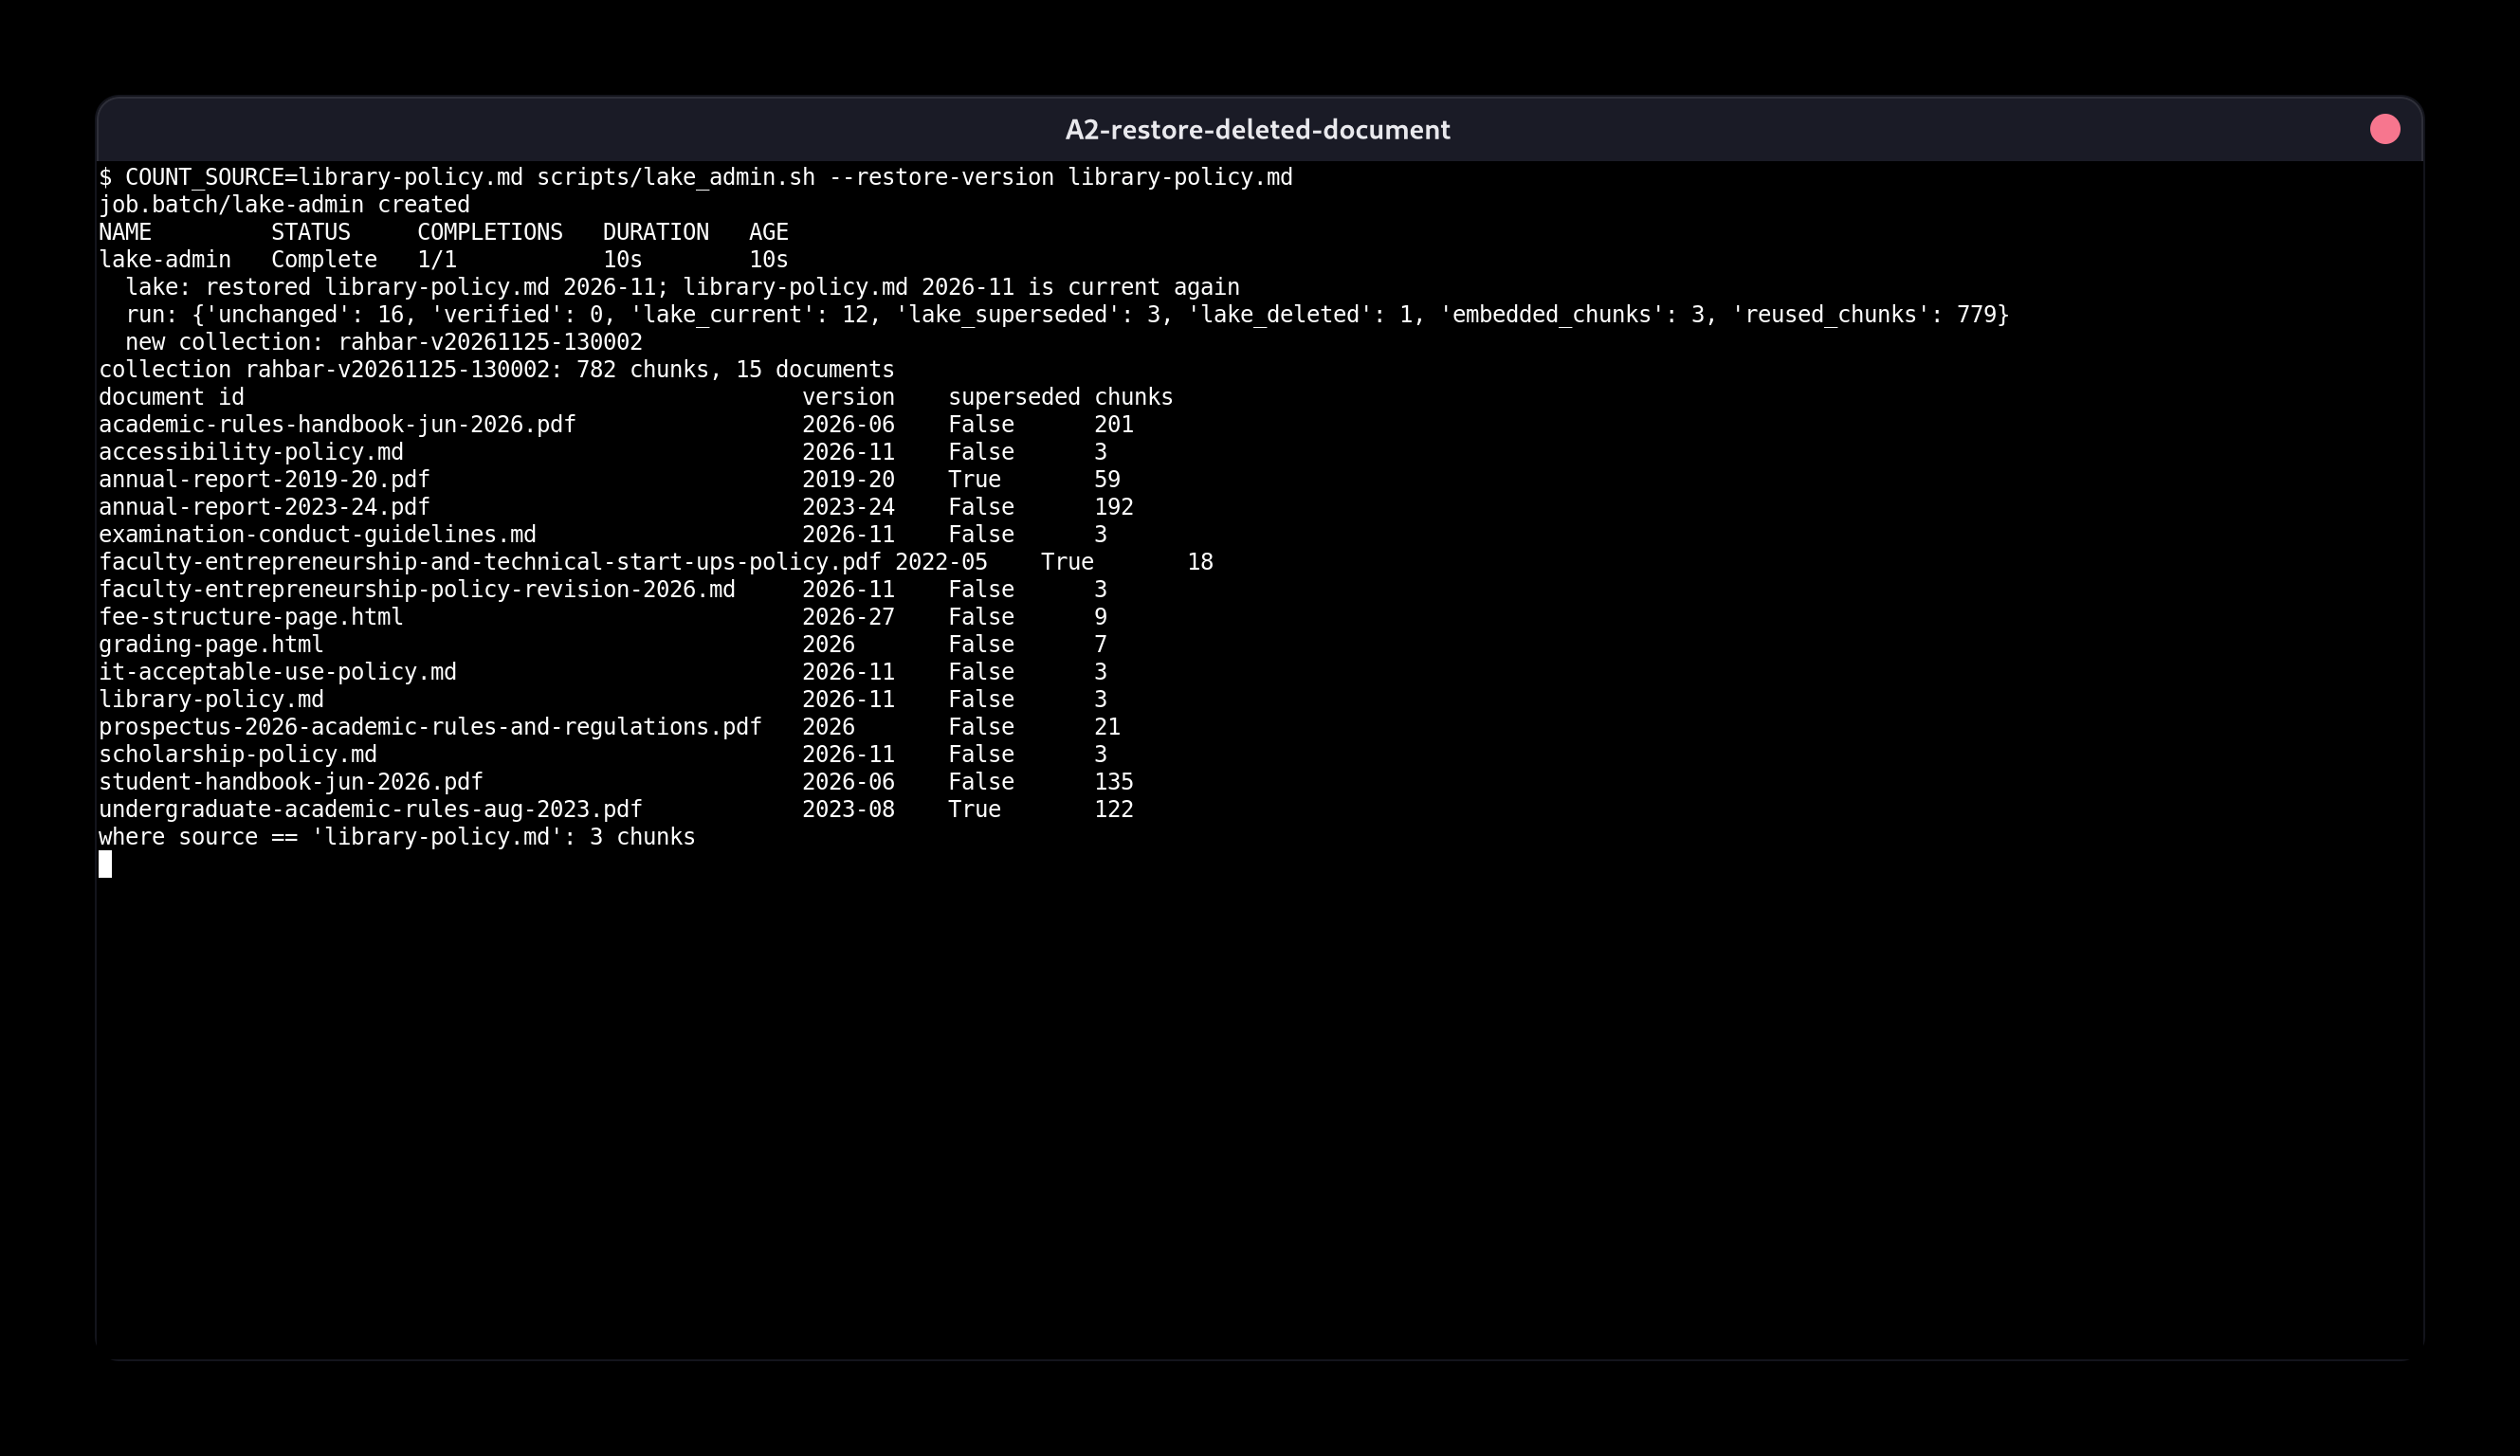 A2-restore-deleted-document
$ COUNT_SOURCE=library-policy.md scripts/lake_admin.sh --restore-version library-policy.md
job.batch/lake-admin created
NAME         STATUS     COMPLETIONS   DURATION   AGE
lake-admin   Complete   1/1           10s        10s
  lake: restored library-policy.md 2026-11; library-policy.md 2026-11 is current again
  run: {'unchanged': 16, 'verified': 0, 'lake_current': 12, 'lake_superseded': 3, 'lake_deleted': 1, 'embedded_chunks': 3, 'reused_chunks': 779}
  new collection: rahbar-v20261125-130002
collection rahbar-v20261125-130002: 782 chunks, 15 documents
document id                                          version    superseded chunks
academic-rules-handbook-jun-2026.pdf                 2026-06    False      201
accessibility-policy.md                              2026-11    False      3
annual-report-2019-20.pdf                            2019-20    True       59
annual-report-2023-24.pdf                            2023-24    False      192
examination-conduct-guidelines.md                    2026-11    False      3
faculty-entrepreneurship-and-technical-start-ups-policy.pdf 2022-05    True       18
faculty-entrepreneurship-policy-revision-2026.md     2026-11    False      3
fee-structure-page.html                              2026-27    False      9
grading-page.html                                    2026       False      7
it-acceptable-use-policy.md                          2026-11    False      3
library-policy.md                                    2026-11    False      3
prospectus-2026-academic-rules-and-regulations.pdf   2026       False      21
scholarship-policy.md                                2026-11    False      3
student-handbook-jun-2026.pdf                        2026-06    False      135
undergraduate-academic-rules-aug-2023.pdf            2023-08    True       122
where source == 'library-policy.md': 3 chunks